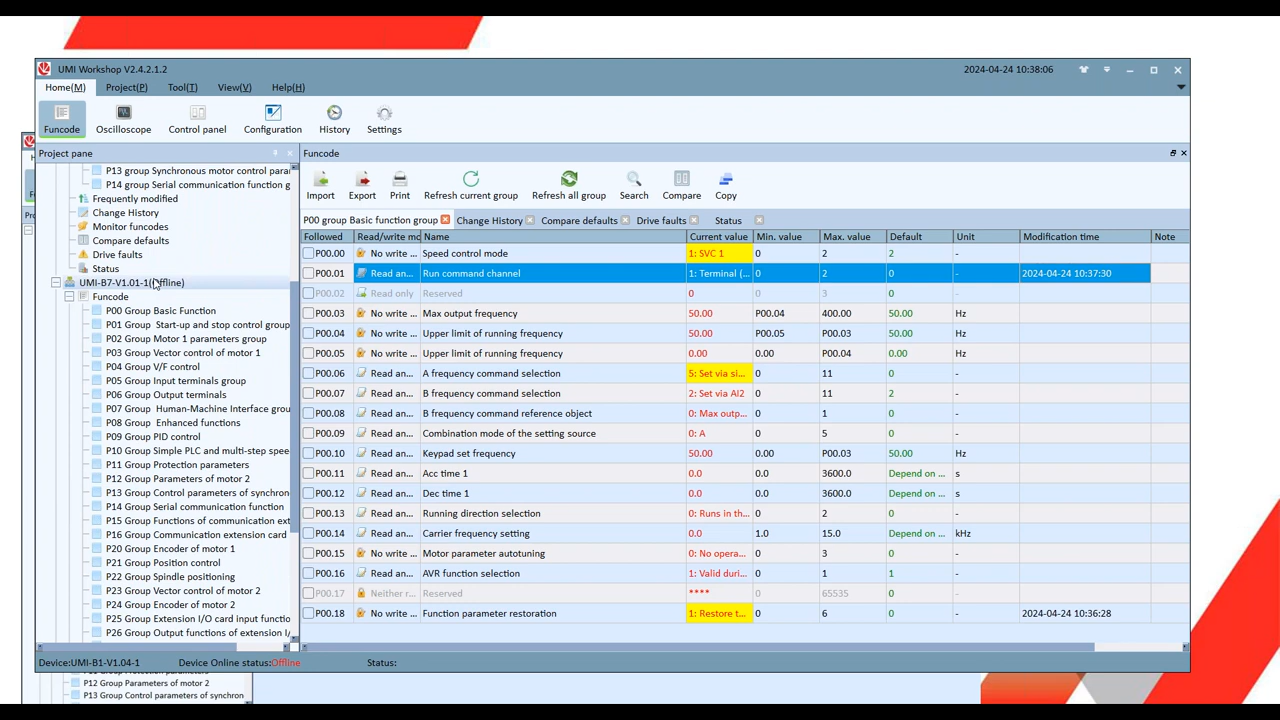 UMI Workshop V2.4.2.1.2 2024-04-24 10:38:06
Home(M) Project(P) Tool(T) View(V) Help(H)
Funcode Oscilloscope Control panel Configuration History Settings
Project pane
P13 group Synchronous motor control para
P14 group Serial communication function g
Frequently modified
Change History
Monitor funcodes
Compare defaults
Drive faults
Status
UMI-B7-V1.01-1(Offline)
Funcode
P00 Group Basic Function
P01 Group Start-up and stop control group
P02 Group Motor 1 parameters group
P03 Group Vector control of motor 1
P04 Group V/F control
P05 Group Input terminals group
P06 Group Output terminals
P07 Group Human-Machine Interface grou
P08 Group Enhanced functions
P09 Group PID control
P10 Group Simple PLC and multi-step spee
P11 Group Protection parameters
P12 Group Parameters of motor 2
P13 Group Control parameters of synchron
P14 Group Serial communication function
P15 Group Functions of communication ext
P16 Group Communication extension card
P20 Group Encoder of motor 1
P21 Group Position control
P22 Group Spindle positioning
P23 Group Vector control of motor 2
P24 Group Encoder of motor 2
P25 Group Extension I/O card input functio
P26 Group Output functions of extension I/
Funcode
Import Export Print Refresh current group Refresh all group Search Compare Copy
P00 group Basic function group Change History Compare defaults Drive faults Status
Followed Read/write mc Name Current value Min. value Max. value Default Unit Modification time Note
P00.00 No write ... Speed control mode 1: SVC 1 0 2 2 -
P00.01 Read an... Run command channel 1: Terminal (... 0 2 0 - 2024-04-24 10:37:30
P00.02 Read only Reserved 0 - 3 0 -
P00.03 No write ... Max output frequency 50.00 P00.04 400.00 50.00 Hz
P00.04 No write ... Upper limit of running frequency 50.00 P00.05 P00.03 50.00 Hz
P00.05 No write ... Upper limit of running frequency 0.00 0.00 P00.04 0.00 Hz
P00.06 Read an... A frequency command selection 5: Set via si... 0 11 0 -
P00.07 Read an... B frequency command selection 2: Set via AI2 0 11 2 -
P00.08 Read an... B frequency command reference object 0: Max outp... 0 1 0 -
P00.09 Read an... Combination mode of the setting source 0: A 0 5 0 -
P00.10 Read an... Keypad set frequency 50.00 0.00 P00.03 50.00 Hz
P00.11 Read an... Acc time 1 0.0 0.0 3600.0 Depend on ... s
P00.12 Read an... Dec time 1 0.0 0.0 3600.0 Depend on ... s
P00.13 Read an... Running direction selection 0: Runs in th... 0 2 0 -
P00.14 Read an... Carrier frequency setting 0.0 1.0 15.0 Depend on ... kHz
P00.15 No write ... Motor parameter autotuning 0: No opera... 0 3 0 -
P00.16 Read an... AVR function selection 1: Valid duri... 0 1 1 -
P00.17 Neither r... Reserved **** 0 65535 0 -
P00.18 No write ... Function parameter restoration 1: Restore t... 0 6 0 - 2024-04-24 10:36:28
Device:UMI-B1-V1.04-1 Device Online status:Offline Status:
P12 Group Parameters of motor 2
P13 Group Control parameters of synchron